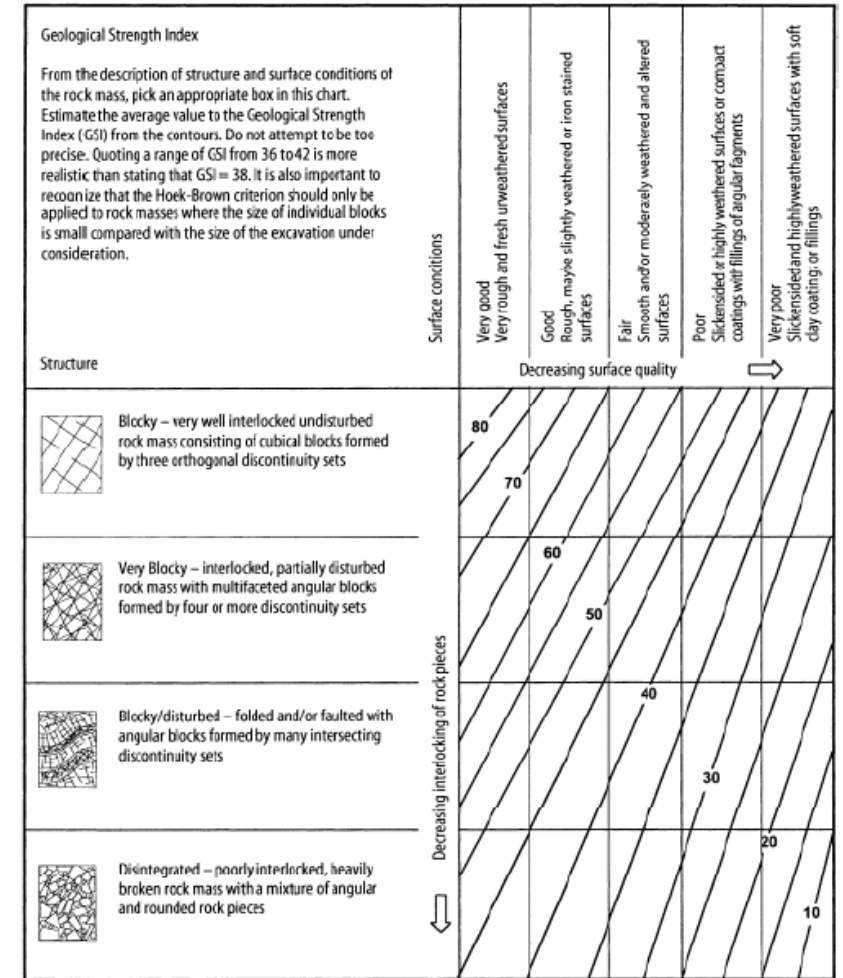 Geological Strength Index
From the description of structure and surface conditions of
the rock mass, pick an appropriate box in this chart.
Estimate the average value to the Geological Strength
Index (GSI) from the contours. Do not attempt to be too
precise. Quoting a range of GSI from 36 to 42 is more
realistic than stating that GSI = 38. It is also important to
recognize that the Hoek-Brown criterion should only be
applied to rock masses where the size of individual blocks
is small compared with the size of the excavation under
consideration.
Structure
Surface conditions
Very good
Very rough and fresh unweathered surfaces
Good
Rough, maybe slightly weathered or iron stained
surfaces
Fair
Smooth and/or moderately weathered and altered
surfaces
Poor
Slickensided or highly weathered surfaces or compact
coatings with fillings of angular fagments
Very poor
Slickensided and highly weathered surfaces with soft
clay coating; or fillings
Decreasing surface quality
Blocky – very well interlocked undisturbed
rock mass consisting of cubical blocks formed
by three orthogonal discontinuity sets
Very Blocky – interlocked, partially disturbed
rock mass with multifaceted angular blocks
formed by four or more discontinuity sets
Blocky/disturbed – folded and/or faulted with
angular blocks formed by many intersecting
discontinuity sets
Disintegrated – poorly interlocked, heavily
broken rock mass with a mixture of angular
and rounded rock pieces
Decreasing interlocking of rock pieces
80
70
60
50
40
30
20
10